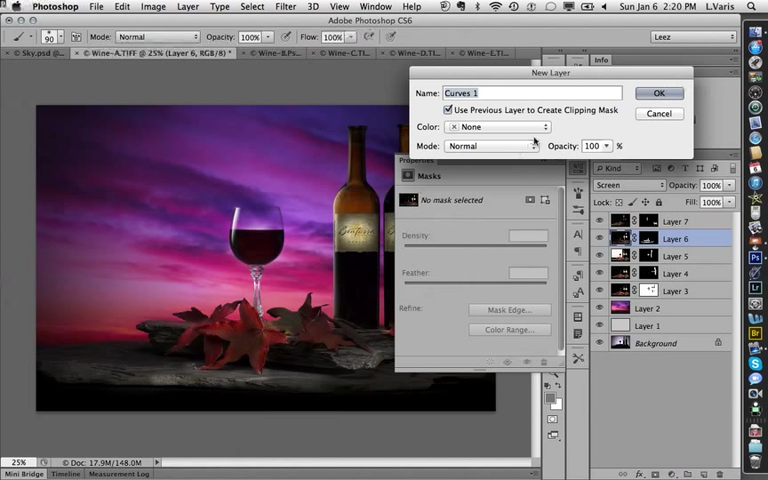 Photoshop File Edit Image Layer Type Select Filter 3D View Window Help Sun Jan 6 2:20 PM L.Varis
Adobe Photoshop CS6
90 Mode: Normal Opacity: 100% Flow: 100% Leez
× © Sky.psd @... × © Wine-A.TIFF @ 25% (Layer 6, RGB/8) * × © Wine-B.Ps... × © Wine-C.T... × © Wine-D.T... × © Wine-E.T... Info
New Layer
Name: Curves 1 OK
Use Previous Layer to Create Clipping Mask Cancel
Color: × None
Mode: Normal Opacity: 100 %
Properties
Masks
No mask selected
Density:
Feather:
Refine: Mask Edge...
Color Range...
Kind
Screen Opacity: 100%
Lock: Fill: 100%
Layer 7
Layer 6
Layer 5
Layer 4
Layer 3
Layer 2
Layer 1
Background
25% © Doc: 17.9M/148.0M
Mini Bridge Timeline Measurement Log